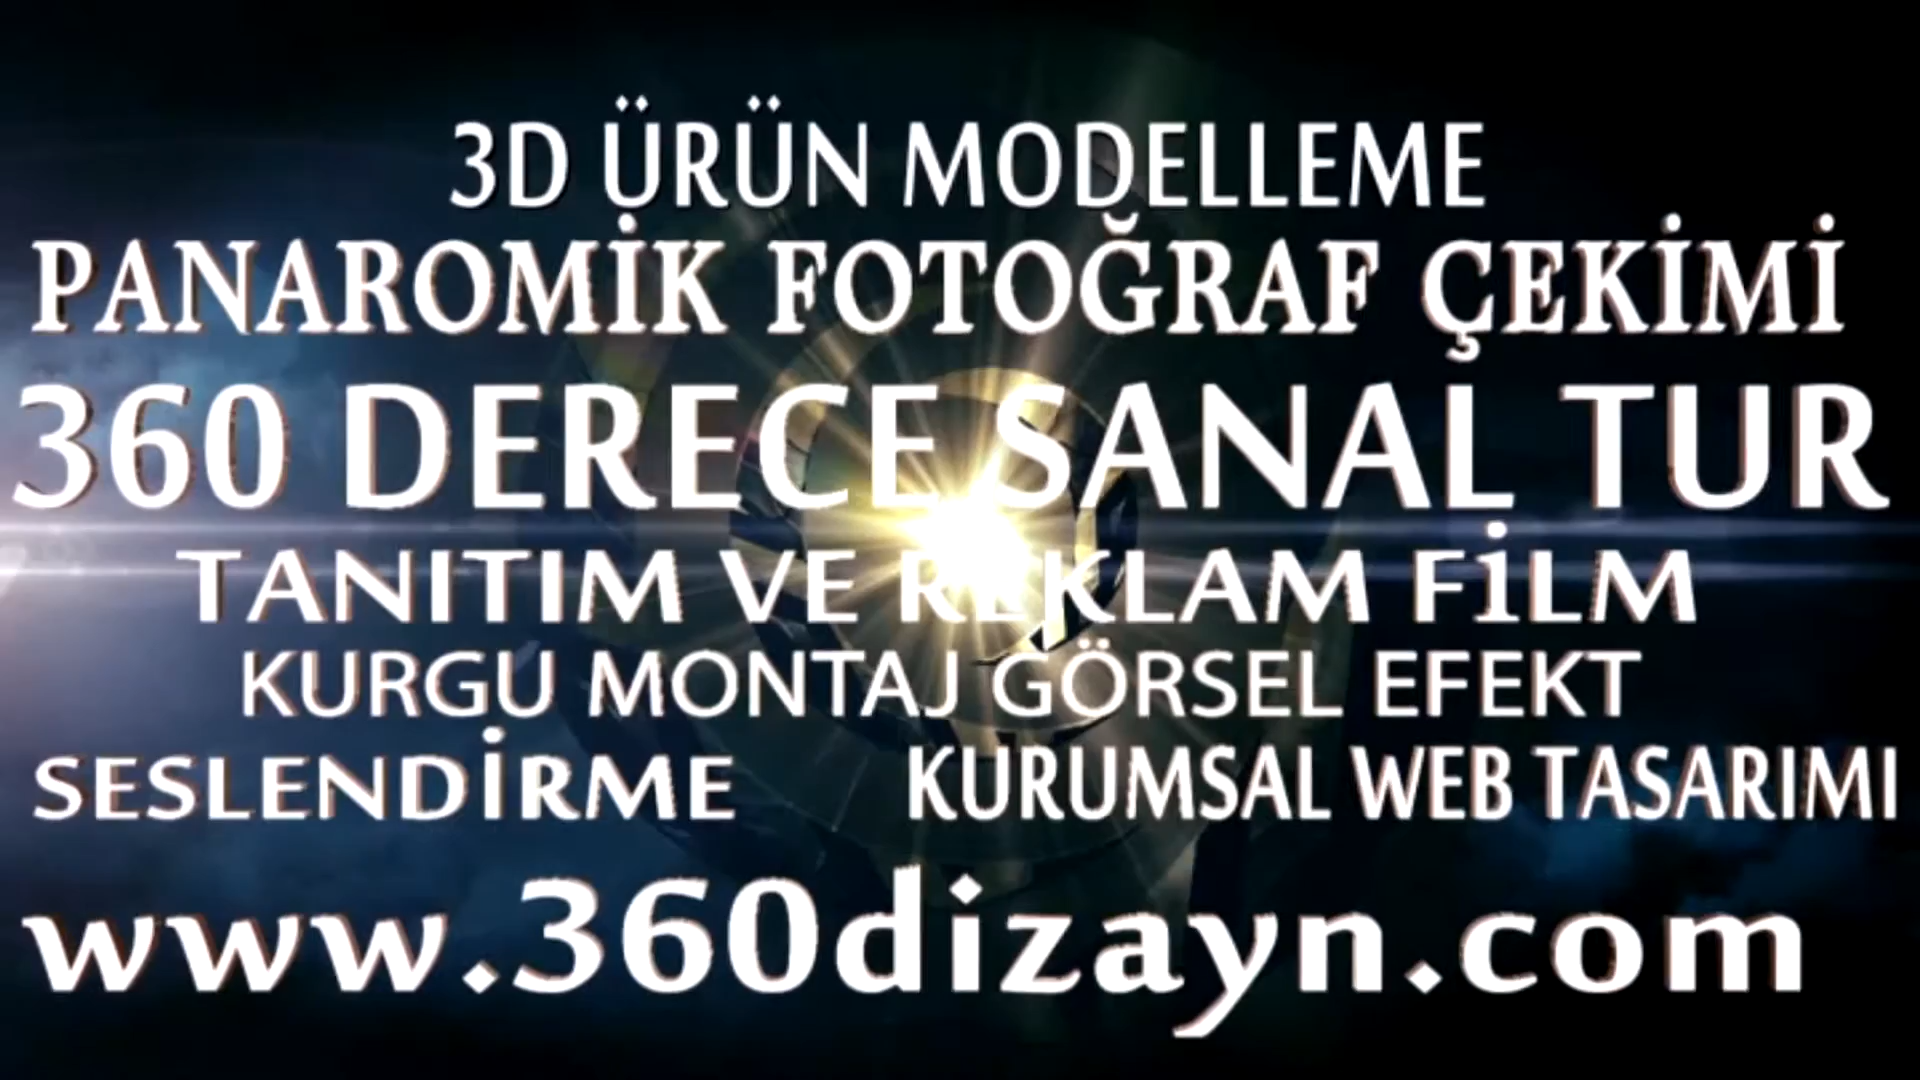 3D ÜRÜN MODELLEME
PANAROMİK FOTOĞRAF ÇEKİMİ
360 DERECE SANAL TUR
TANITIM VE REKLAM FİLM
KURGU MONTAJ GÖRSEL EFEKT
SESLENDİRME KURUMSAL WEB TASARIMI
www.360dizayn.com